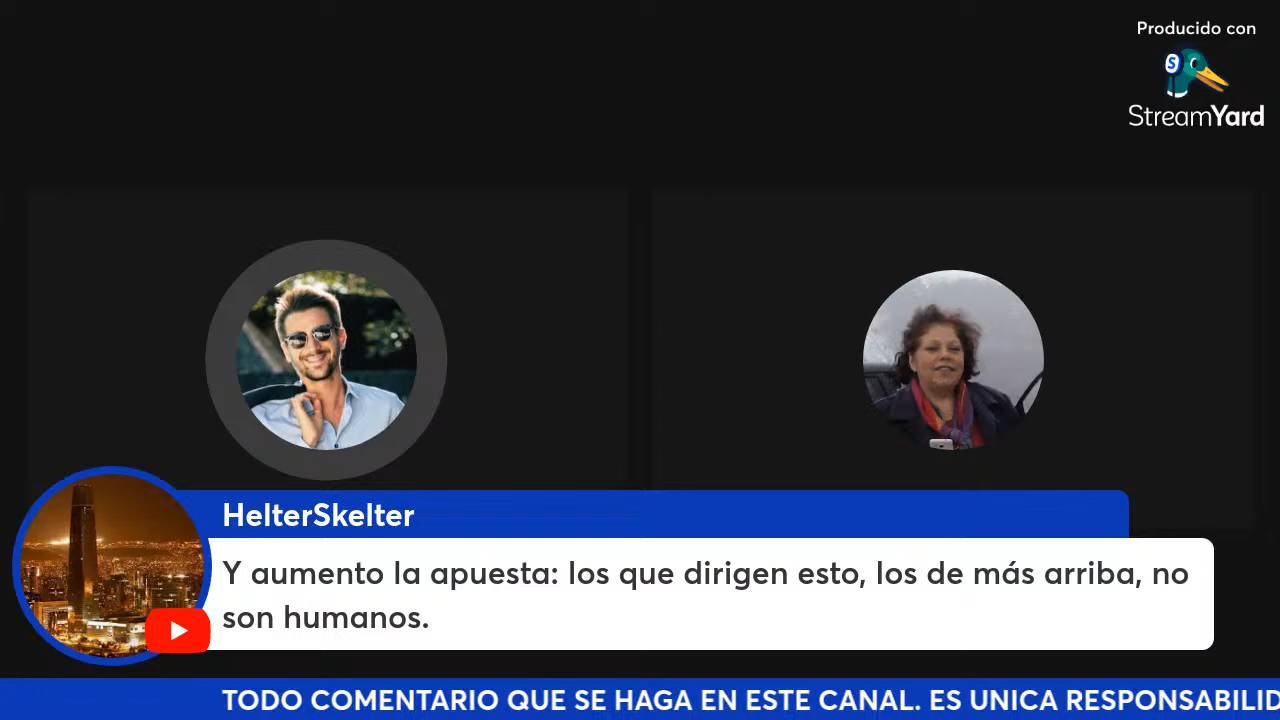 Producido con
StreamYard
HelterSkelter
Y aumento la apuesta: los que dirigen esto, los de más arriba, no
son humanos.
TODO COMENTARIO QUE SE HAGA EN ESTE CANAL. ES UNICA RESPONSABILID